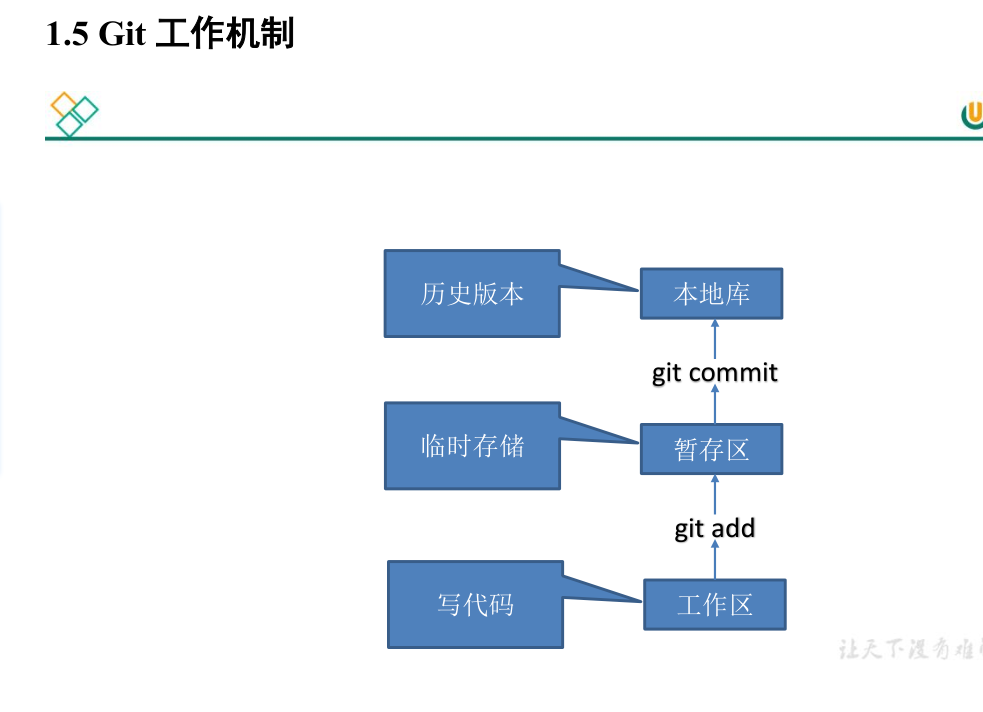 1.5 Git 工作机制
U
历史版本
本地库
git commit
临时存储
暂存区
git add
写代码
工作区
让天下没有难